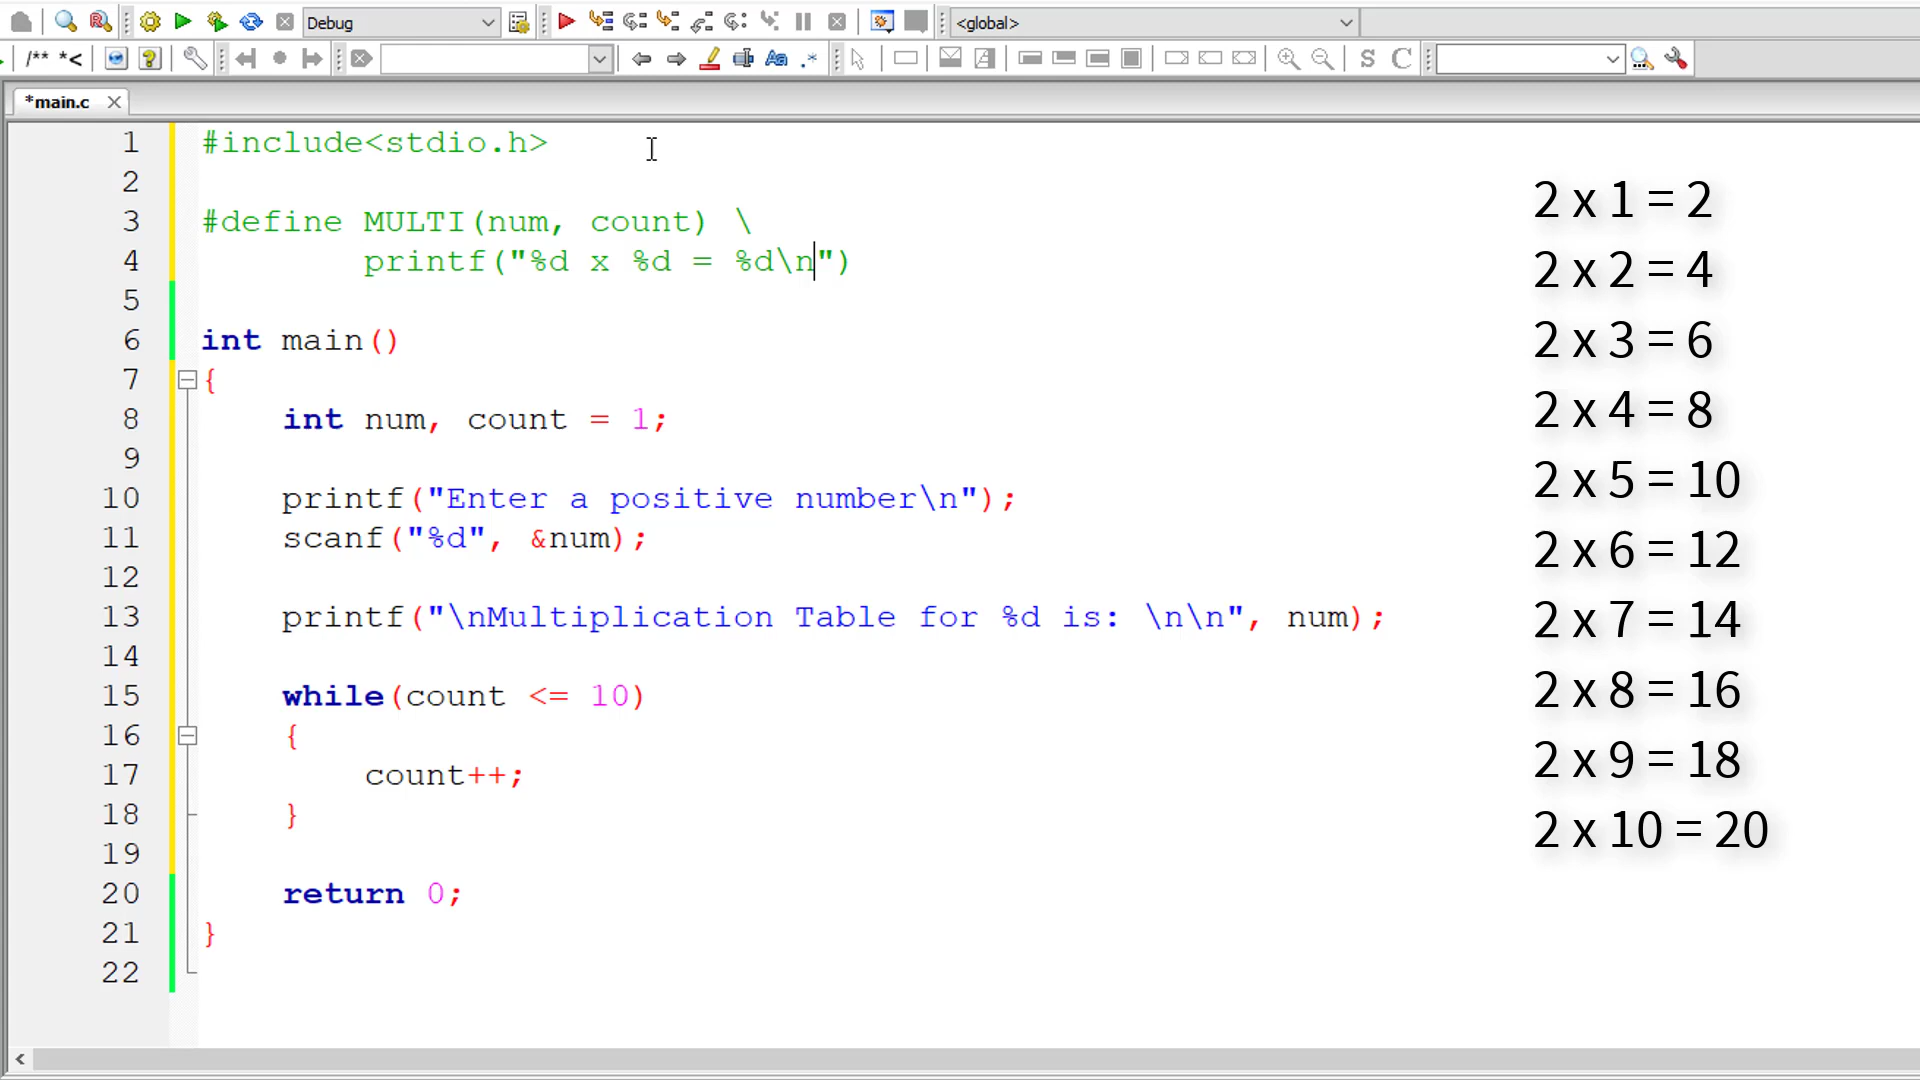 Debug
<global>
/** *<
S C
*main.c
1 #include<stdio.h>
2
3 #define MULTI(num, count) \
4 printf("%d x %d = %d\n")
5
6 int main()
7 {
8 int num, count = 1;
9
10 printf("Enter a positive number\n");
11 scanf("%d", &num);
12
13 printf("\nMultiplication Table for %d is: \n\n", num);
14
15 while(count <= 10)
16 {
17 count++;
18 }
19
20 return 0;
21 }
22
2 x 1 = 2
2 x 2 = 4
2 x 3 = 6
2 x 4 = 8
2 x 5 = 10
2 x 6 = 12
2 x 7 = 14
2 x 8 = 16
2 x 9 = 18
2 x 10 = 20